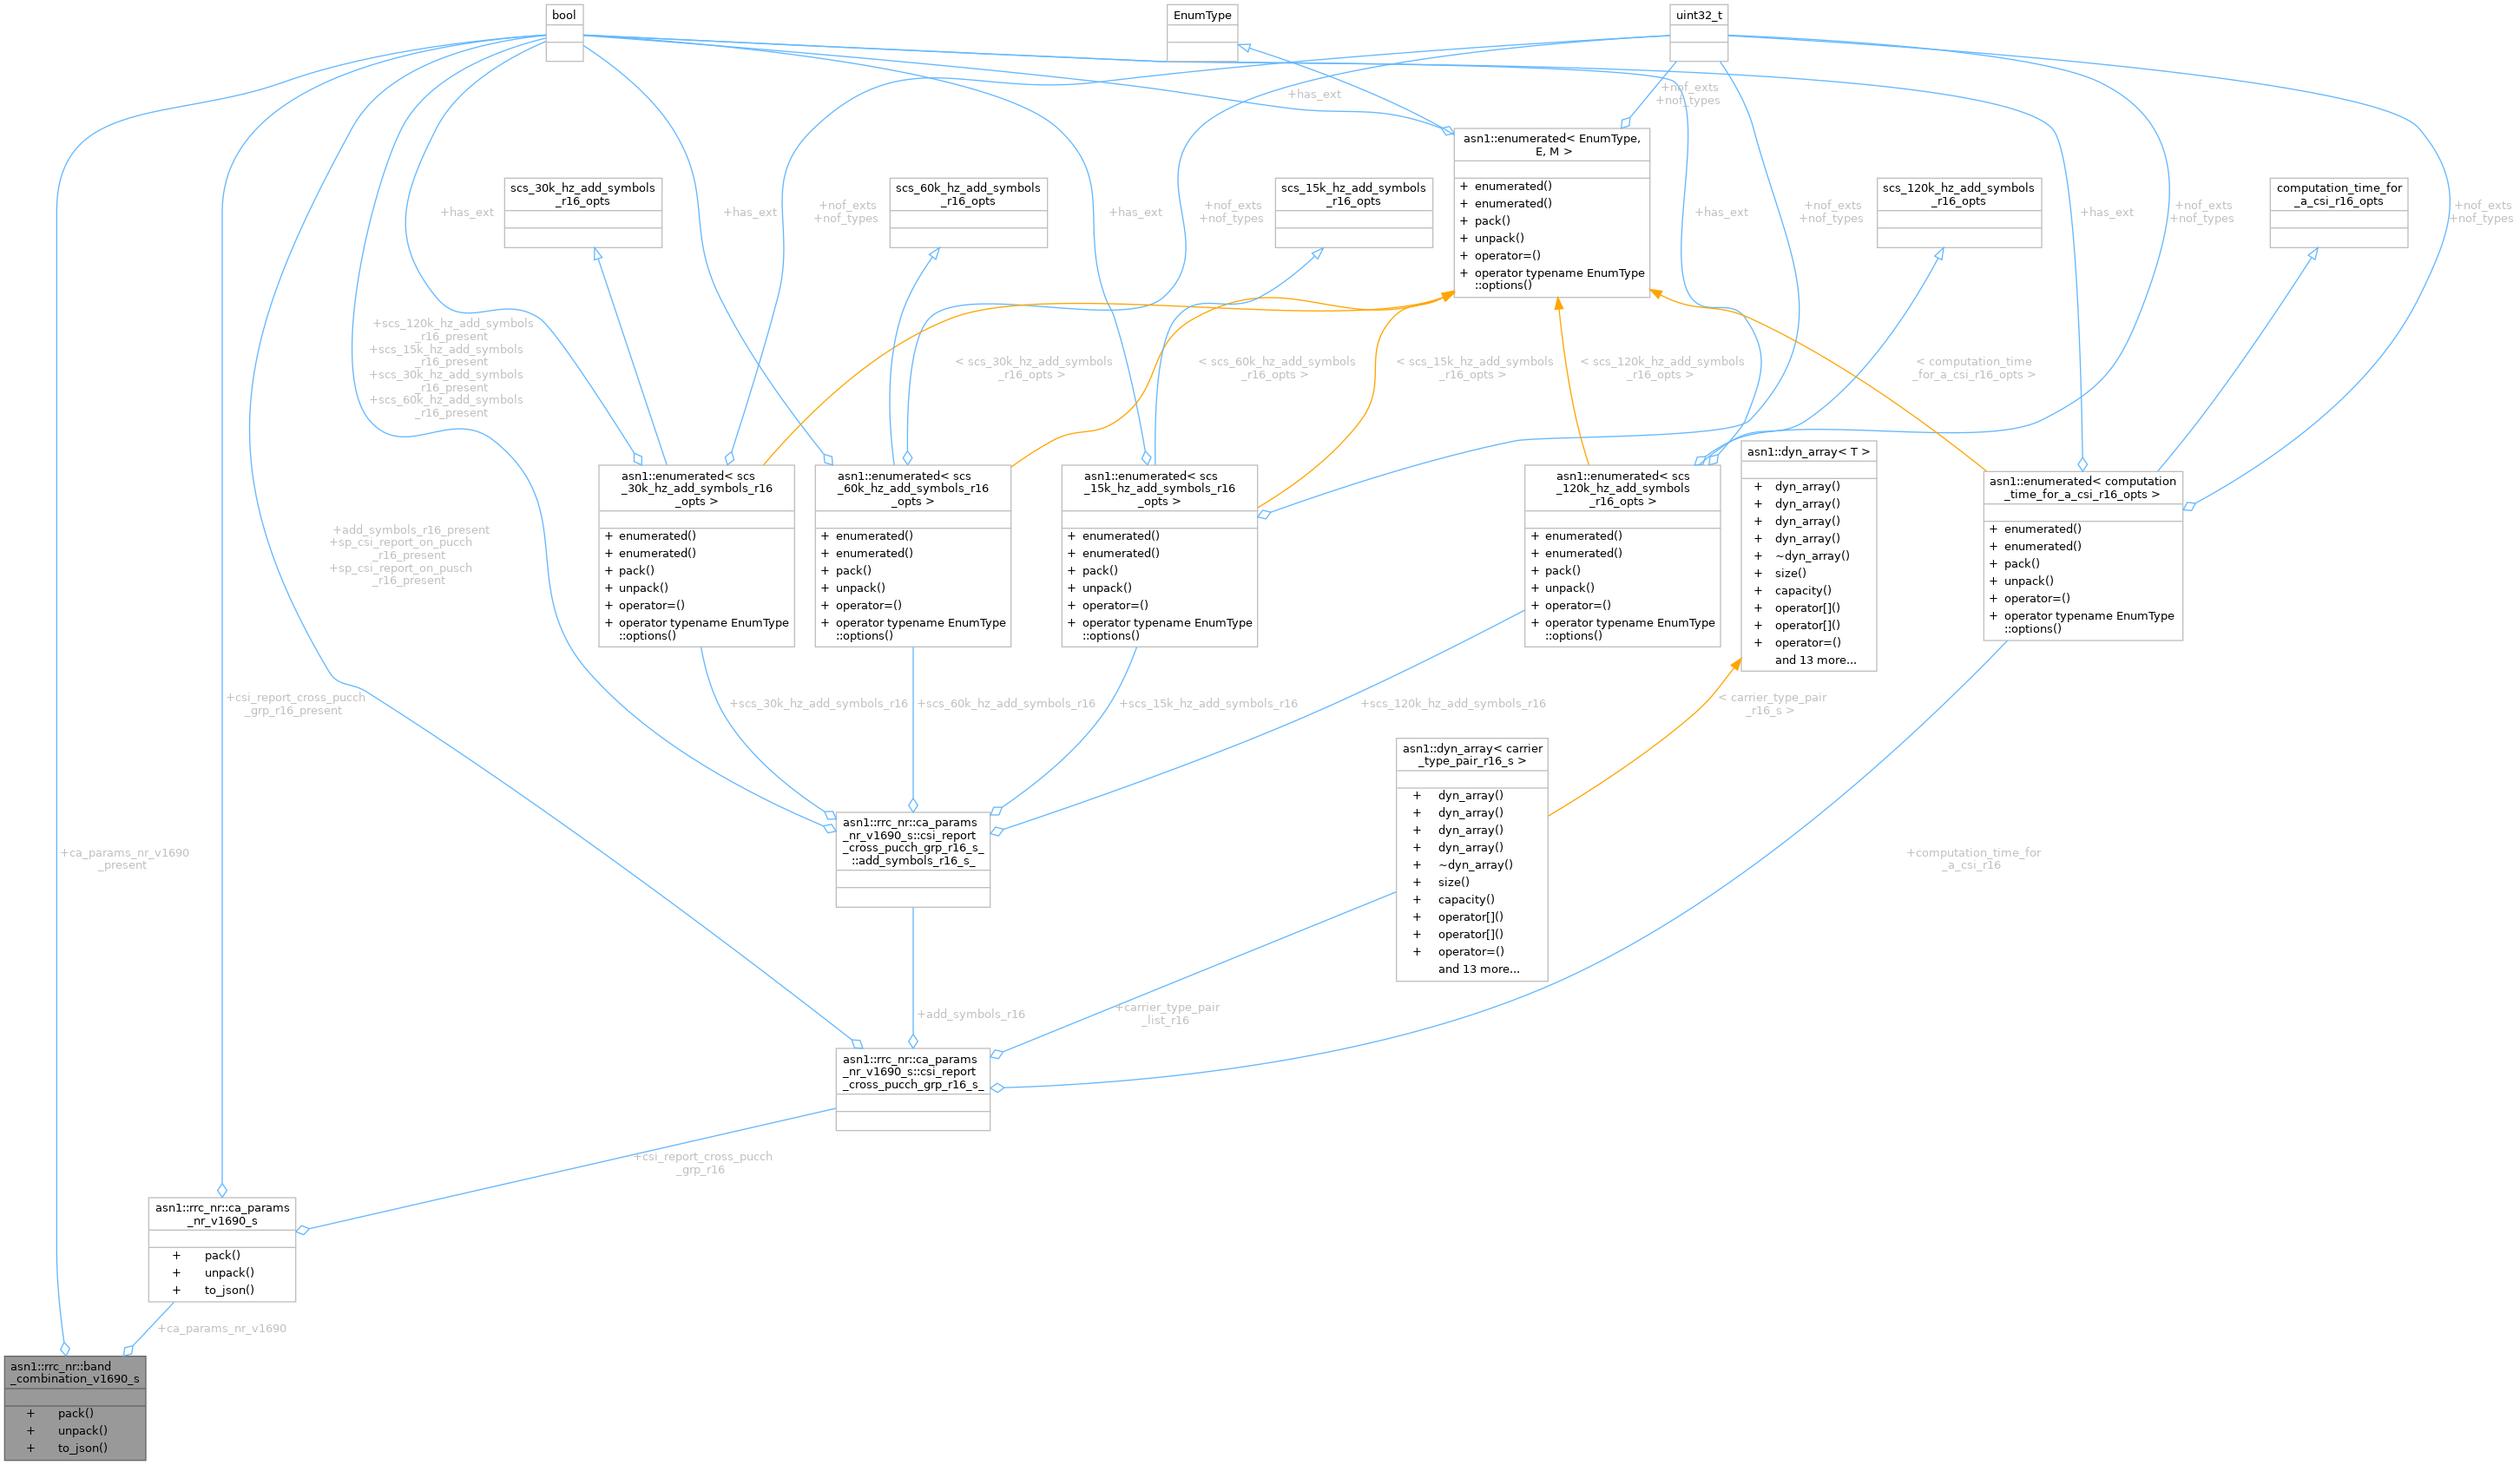 bool
EnumType
uint32_t
+has_ext
+nof_exts
+nof_types
asn1::enumerated< EnumType,
E, M >
+ enumerated()
+ enumerated()
+ pack()
+ unpack()
+ operator=()
+ operator typename EnumType
::options()
scs_30k_hz_add_symbols
_r16_opts
scs_60k_hz_add_symbols
_r16_opts
scs_15k_hz_add_symbols
_r16_opts
scs_120k_hz_add_symbols
_r16_opts
computation_time_for
_a_csi_r16_opts
+has_ext
+has_ext
+nof_exts
+nof_types
+has_ext
+nof_exts
+nof_types
+has_ext
+nof_exts
+nof_types
+has_ext
+nof_exts
+nof_types
+nof_exts
+nof_types
+scs_120k_hz_add_symbols
_r16_present
+scs_15k_hz_add_symbols
_r16_present
+scs_30k_hz_add_symbols
_r16_present
+scs_60k_hz_add_symbols
_r16_present
< scs_30k_hz_add_symbols
_r16_opts >
< scs_60k_hz_add_symbols
_r16_opts >
< scs_15k_hz_add_symbols
_r16_opts >
< scs_120k_hz_add_symbols
_r16_opts >
< computation_time
_for_a_csi_r16_opts >
asn1::enumerated< scs
_30k_hz_add_symbols_r16
_opts >
+ enumerated()
+ enumerated()
+ pack()
+ unpack()
+ operator=()
+ operator typename EnumType
::options()
asn1::enumerated< scs
_60k_hz_add_symbols_r16
_opts >
+ enumerated()
+ enumerated()
+ pack()
+ unpack()
+ operator=()
+ operator typename EnumType
::options()
asn1::enumerated< scs
_15k_hz_add_symbols_r16
_opts >
+ enumerated()
+ enumerated()
+ pack()
+ unpack()
+ operator=()
+ operator typename EnumType
::options()
asn1::enumerated< scs
_120k_hz_add_symbols
_r16_opts >
+ enumerated()
+ enumerated()
+ pack()
+ unpack()
+ operator=()
+ operator typename EnumType
::options()
asn1::dyn_array< T >
+ dyn_array()
+ dyn_array()
+ dyn_array()
+ dyn_array()
+ ~dyn_array()
+ size()
+ capacity()
+ operator[]()
+ operator[]()
+ operator=()
and 13 more...
asn1::enumerated< computation
_time_for_a_csi_r16_opts >
+ enumerated()
+ enumerated()
+ pack()
+ unpack()
+ operator=()
+ operator typename EnumType
::options()
+add_symbols_r16_present
+sp_csi_report_on_pucch
_r16_present
+sp_csi_report_on_pusch
_r16_present
+csi_report_cross_pucch
_grp_r16_present
+scs_30k_hz_add_symbols_r16
+scs_60k_hz_add_symbols_r16
+scs_15k_hz_add_symbols_r16
+scs_120k_hz_add_symbols_r16
< carrier_type_pair
_r16_s >
asn1::dyn_array< carrier
_type_pair_r16_s >
+ dyn_array()
+ dyn_array()
+ dyn_array()
+ dyn_array()
+ ~dyn_array()
+ size()
+ capacity()
+ operator[]()
+ operator[]()
+ operator=()
and 13 more...
+ca_params_nr_v1690
_present
asn1::rrc_nr::ca_params
_nr_v1690_s::csi_report
_cross_pucch_grp_r16_s_
::add_symbols_r16_s_
+computation_time_for
_a_csi_r16
+add_symbols_r16
+carrier_type_pair
_list_r16
asn1::rrc_nr::ca_params
_nr_v1690_s::csi_report
_cross_pucch_grp_r16_s_
+csi_report_cross_pucch
_grp_r16
asn1::rrc_nr::ca_params
_nr_v1690_s
+ pack()
+ unpack()
+ to_json()
+ca_params_nr_v1690
asn1::rrc_nr::band
_combination_v1690_s
+ pack()
+ unpack()
+ to_json()